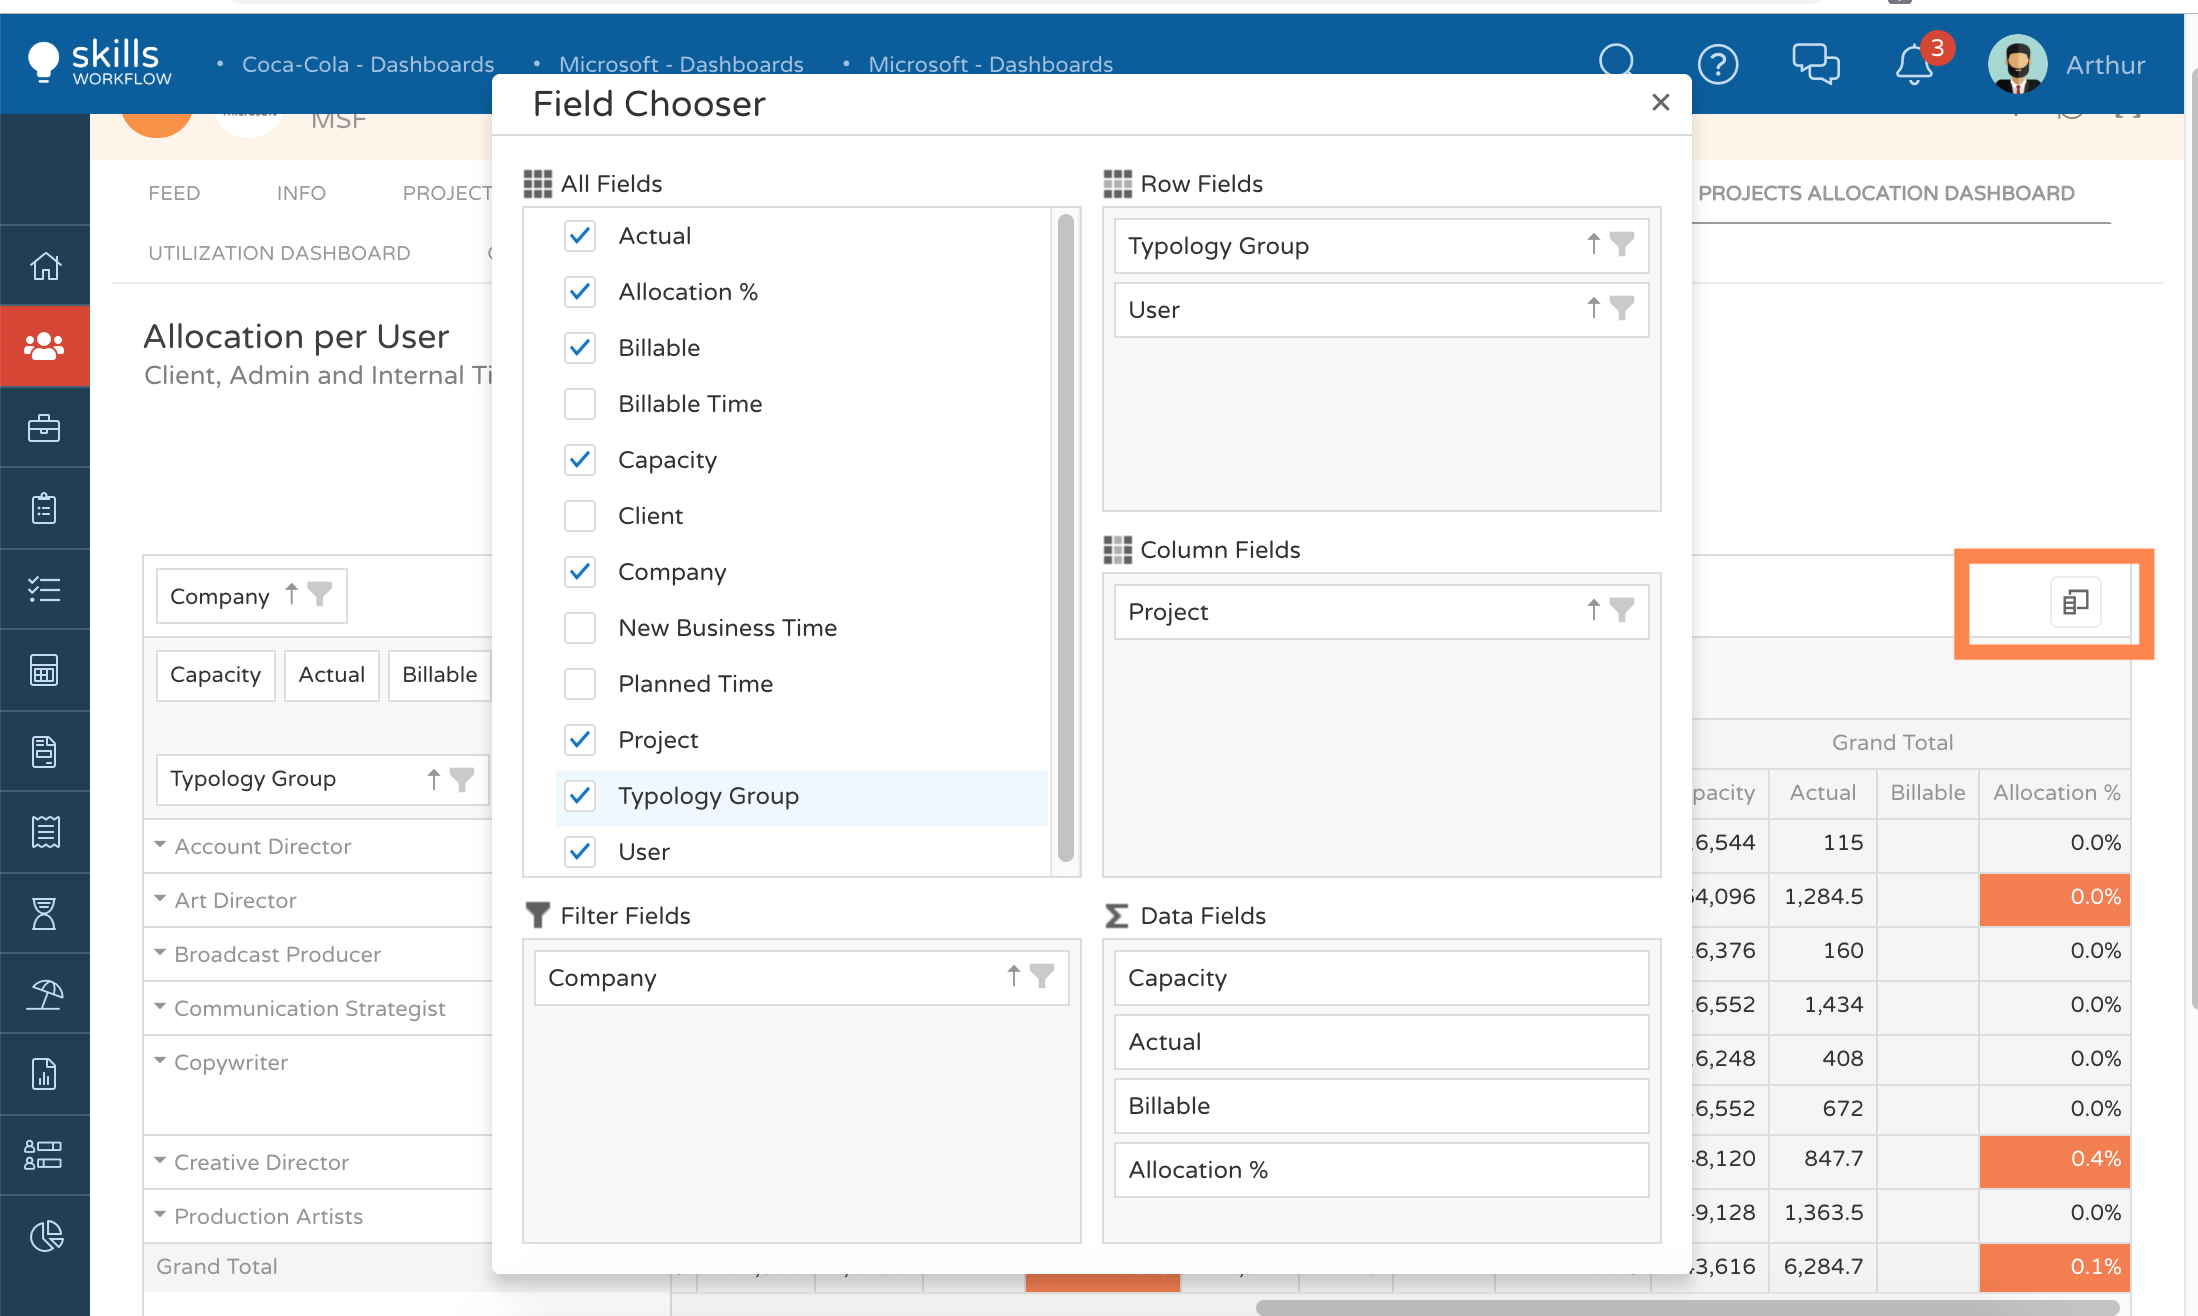 skills
WORKFLOW
• Coca-Cola - Dashboards
• Microsoft - Dashboards
• Microsoft - Dashboards
3
Arthur
MSF
Field Chooser
FEED
INFO
PROJECT
PROJECTS ALLOCATION DASHBOARD
UTILIZATION DASHBOARD
Allocation per User
Client, Admin and Internal Ti
All Fields
Actual
Allocation %
Billable
Billable Time
Capacity
Client
Company
New Business Time
Planned Time
Project
Typology Group
User
Row Fields
Typology Group
User
Column Fields
Project
Filter Fields
Company
Data Fields
Capacity
Actual
Billable
Allocation %
Company
Capacity
Actual
Billable
Typology Group
Account Director
Art Director
Broadcast Producer
Communication Strategist
Copywriter
Creative Director
Production Artists
Grand Total
Grand Total
pacity Actual Billable Allocation %
6,544 115 0.0%
4,096 1,284.5 0.0%
6,376 160 0.0%
6,552 1,434 0.0%
6,248 408 0.0%
6,552 672 0.0%
8,120 847.7 0.4%
9,128 1,363.5 0.0%
3,616 6,284.7 0.1%